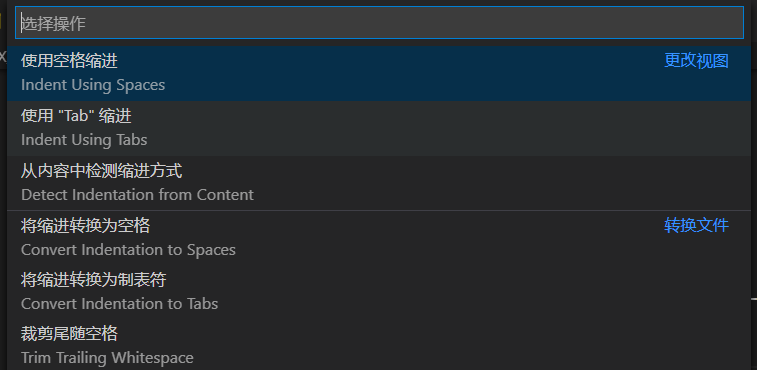 选择操作
使用空格缩进 更改视图
Indent Using Spaces
使用 "Tab" 缩进
Indent Using Tabs
从内容中检测缩进方式
Detect Indentation from Content
将缩进转换为空格 转换文件
Convert Indentation to Spaces
将缩进转换为制表符
Convert Indentation to Tabs
裁剪尾随空格
Trim Trailing Whitespace